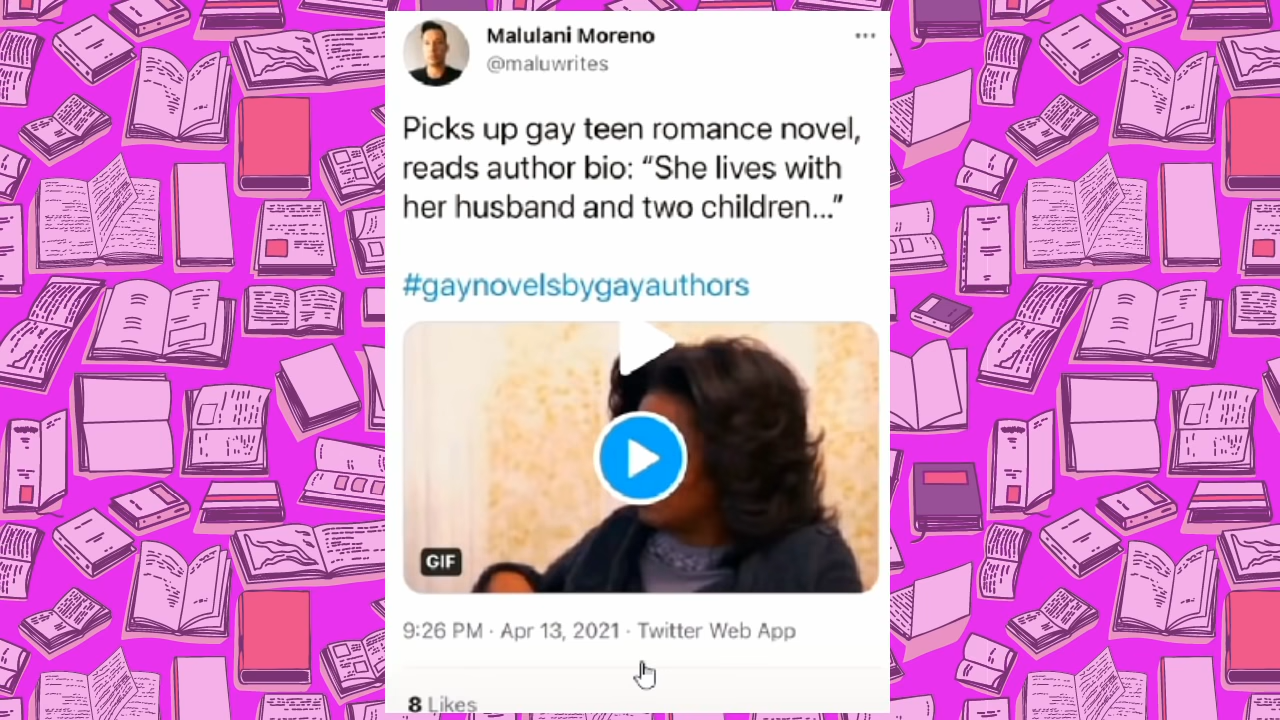 Malulani Moreno
@maluwrites
Picks up gay teen romance novel,
reads author bio: “She lives with
her husband and two children...”
#gaynovelsbygayauthors
GIF
9:26 PM · Apr 13, 2021 · Twitter Web App
8 Likes